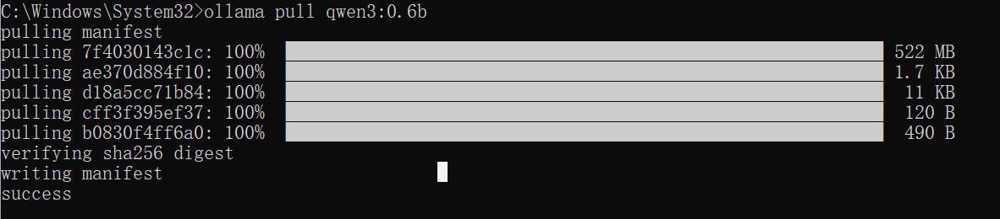 C:\Windows\System32>ollama pull qwen3:0.6b
pulling manifest
pulling 7f4030143c1c: 100% 522 MB
pulling ae370d884f10: 100% 1.7 KB
pulling d18a5cc71b84: 100% 11 KB
pulling cff3f395ef37: 100% 120 B
pulling b0830f4ff6a0: 100% 490 B
verifying sha256 digest
writing manifest
success